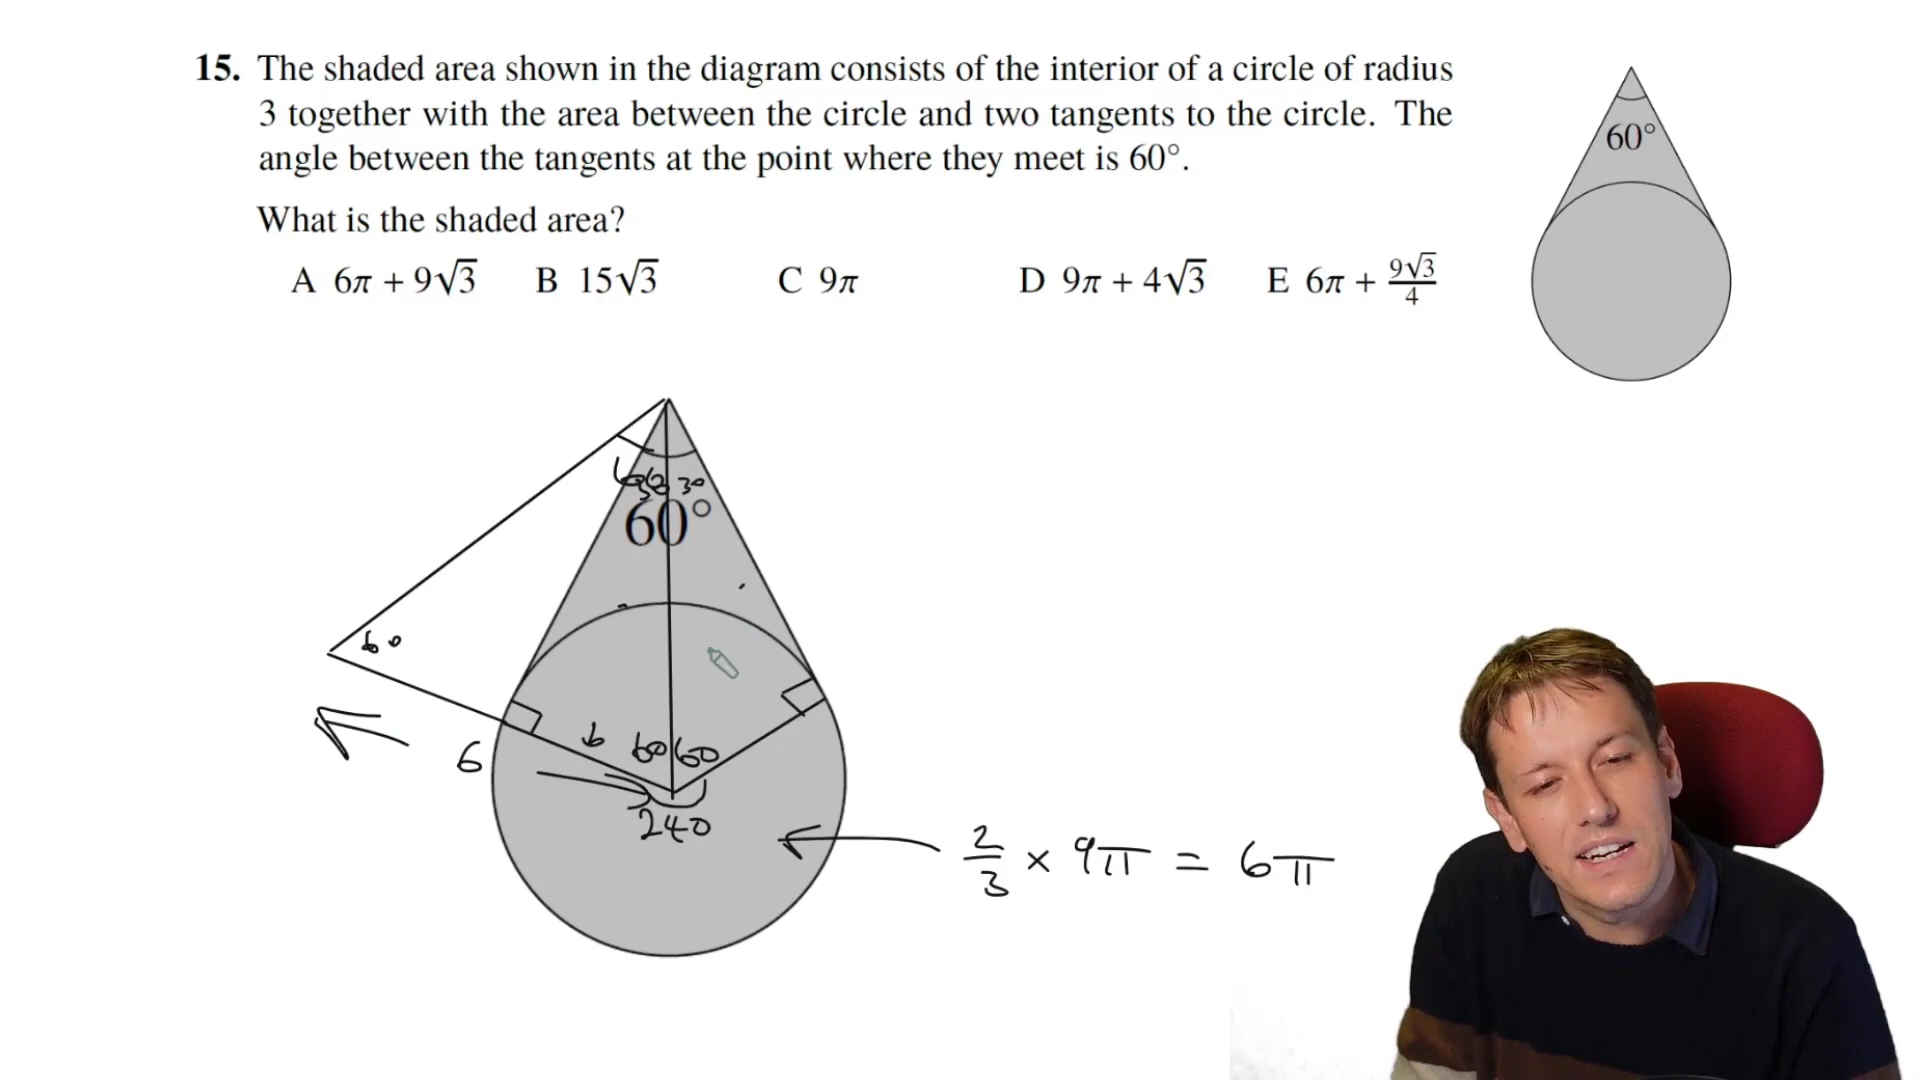 15. The shaded area shown in the diagram consists of the interior of a circle of radius
3 together with the area between the circle and two tangents to the circle. The
angle between the tangents at the point where they meet is 60°.
What is the shaded area?
A 6π + 9√3 B 15√3 C 9π D 9π + 4√3 E 6π + 9√3/4
60°
30
60°
60
6
60 60
240
2/3 × 9π = 6π